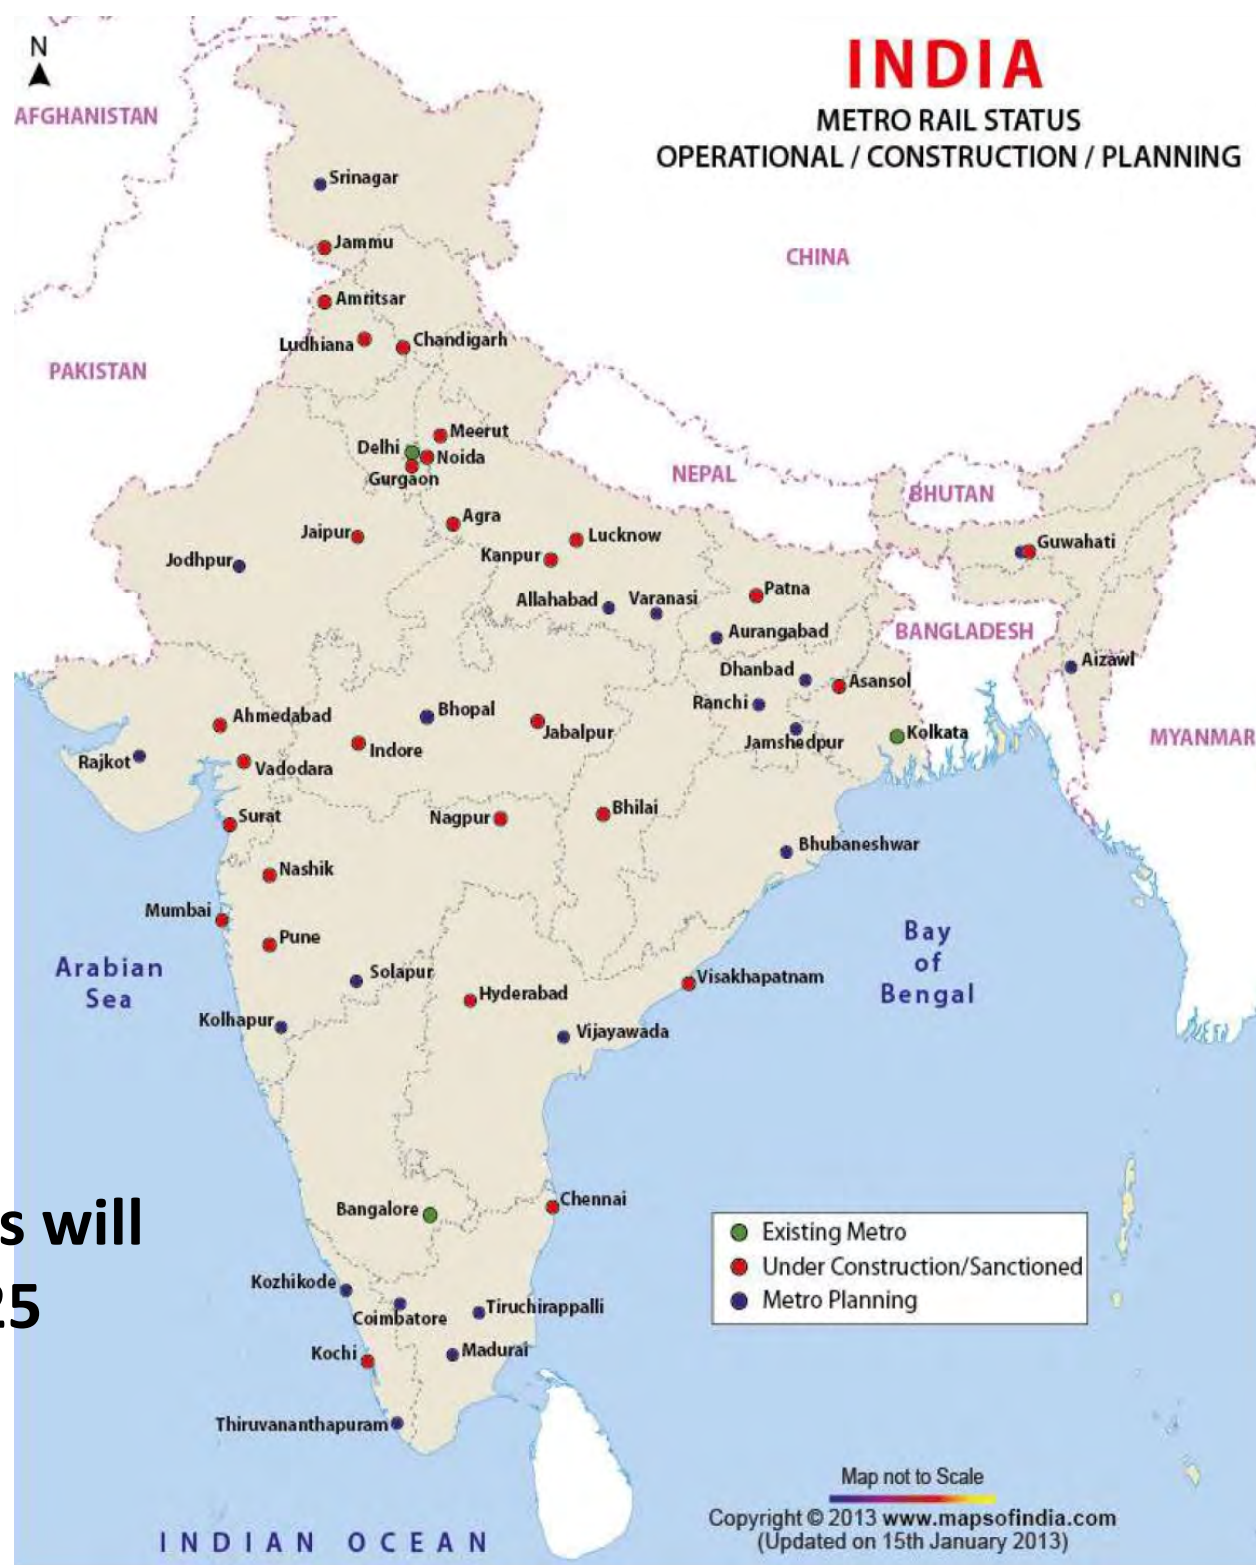 N
INDIA
METRO RAIL STATUS
OPERATIONAL / CONSTRUCTION / PLANNING
AFGHANISTAN
Srinagar
Jammu
CHINA
Amritsar
Ludhiana
Chandigarh
PAKISTAN
Meerut
Delhi
Noida
Gurgaon
NEPAL
BHUTAN
Agra
Jaipur
Lucknow
Guwahati
Kanpur
Jodhpur
Patna
Allahabad
Varanasi
Aurangabad
BANGLADESH
Aizawl
Dhanbad
Asansol
Ranchi
Ahmedabad
Bhopal
Jabalpur
Kolkata
Jamshedpur
MYANMAR
Indore
Rajkot
Vadodara
Surat
Nagpur
Bhilai
Bhubaneshwar
Nashik
Mumbai
Pune
Bay
of
Bengal
Arabian
Sea
Solapur
Visakhapatnam
Hyderabad
Kolhapur
Vijayawada
s will
25
Bangalore
Chennai
Existing Metro
Under Construction/Sanctioned
Metro Planning
Kozhikode
Coimbatore
Tiruchirappalli
Kochi
Madurai
Thiruvananthapuram
Map not to Scale
Copyright © 2013 www.mapsofindia.com
(Updated on 15th January 2013)
INDIAN OCEAN